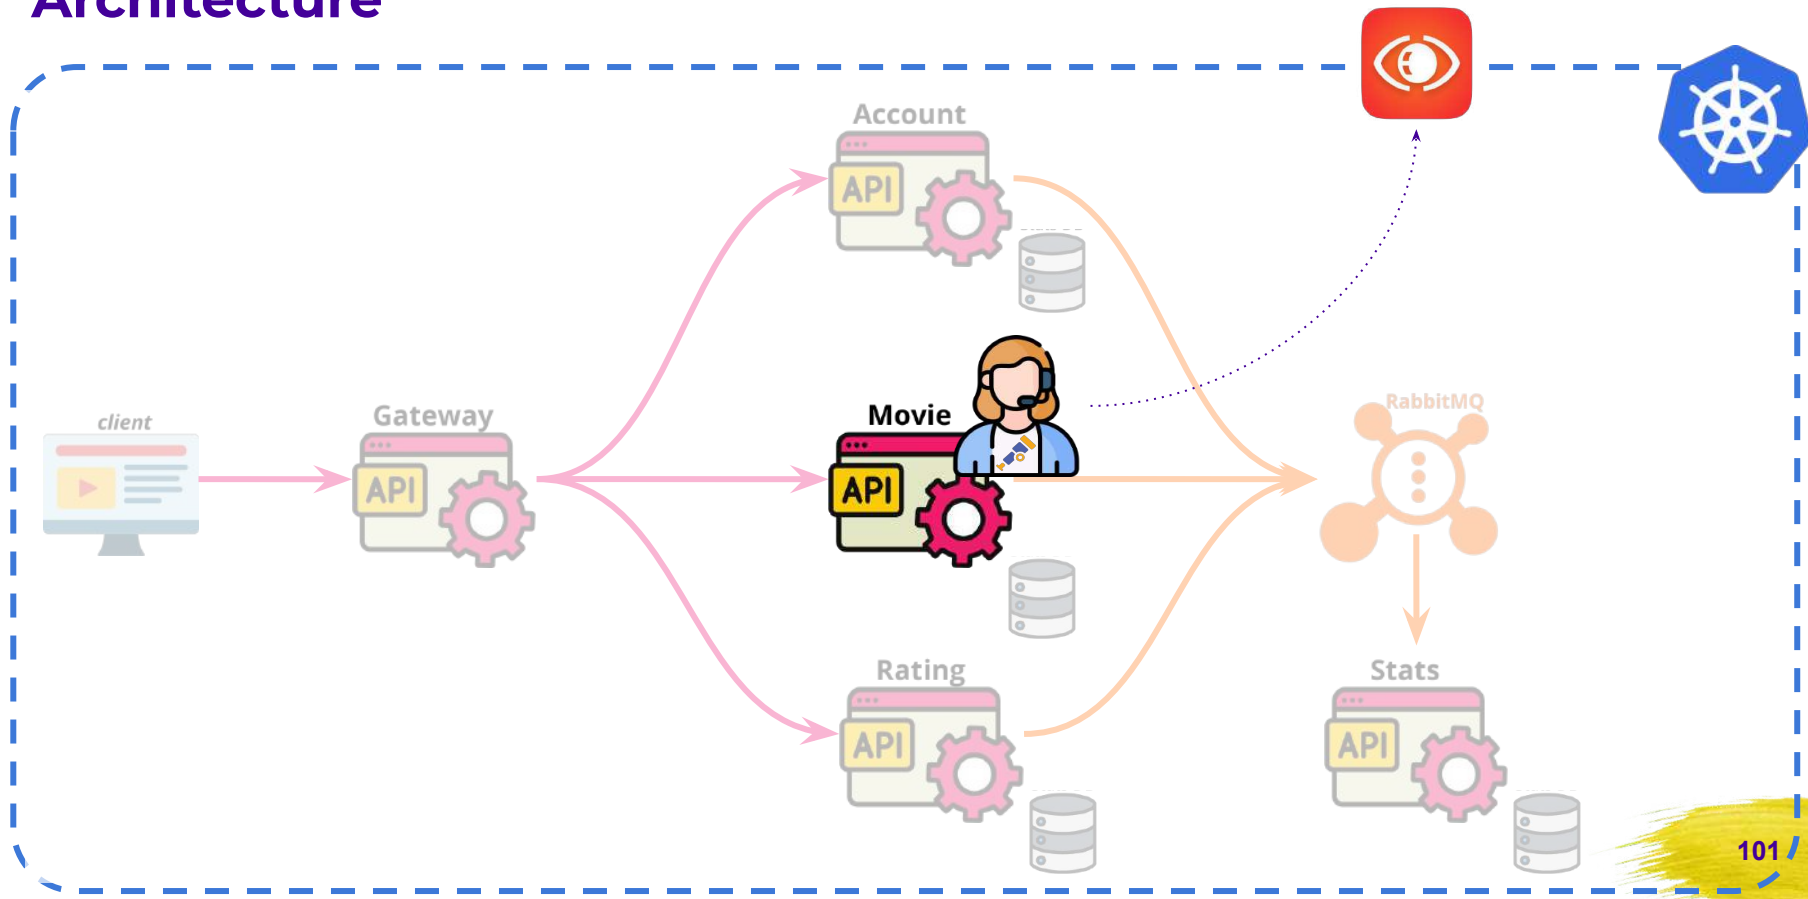 Architecture
Account
API
client
Gateway
API
Movie
API
RabbitMQ
Rating
API
Stats
API
101